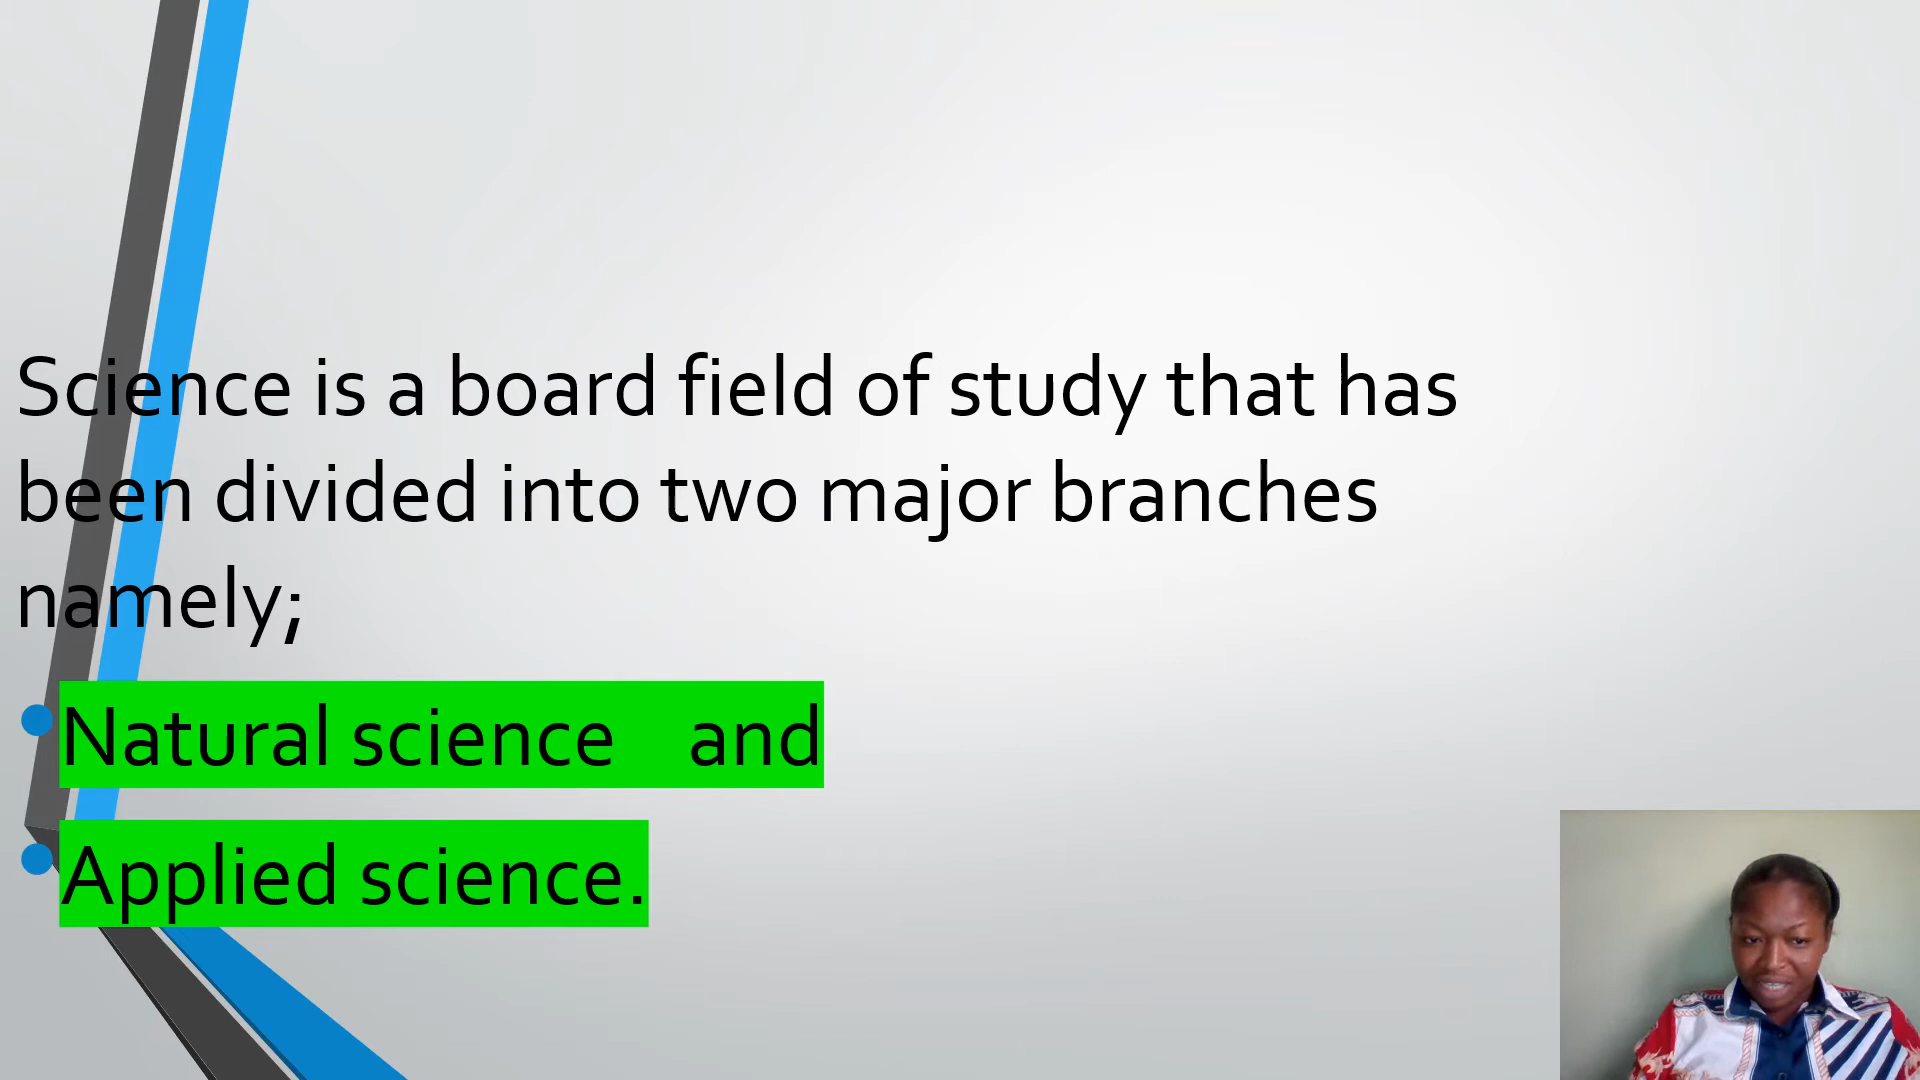 Science is a board field of study that has
been divided into two major branches
namely;
Natural science and
Applied science.